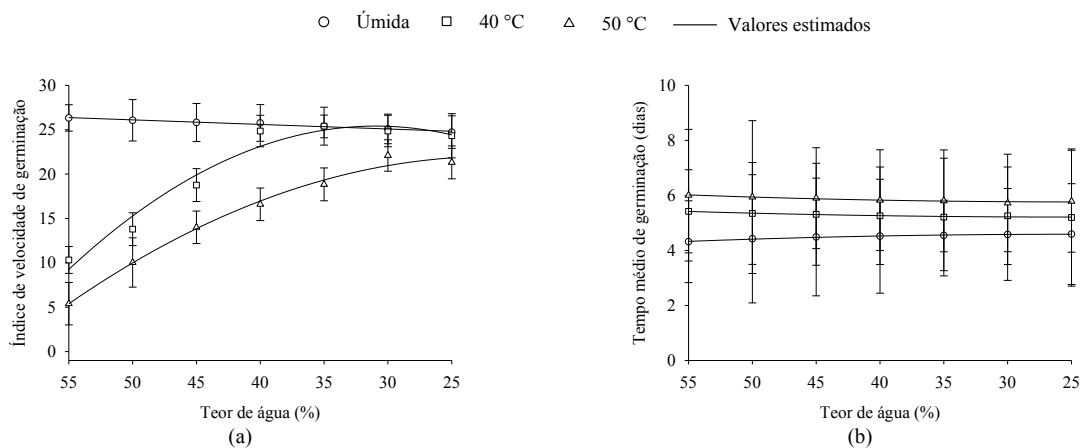 Úmida 40 °C 50 °C Valores estimados
Índice de velocidade de germinação
30
25
20
15
10
5
0
55 50 45 40 35 30 25
Teor de água (%)
(a)
Tempo médio de germinação (dias)
10
8
6
4
2
0
55 50 45 40 35 30 25
Teor de água (%)
(b)